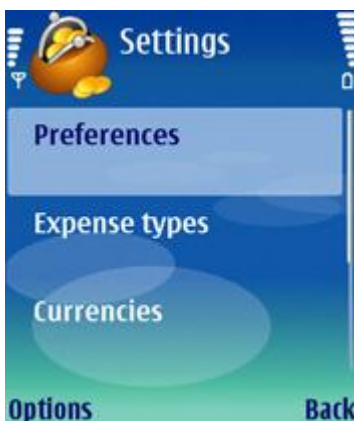 Settings
Preferences
Expense types
Currencies
Options Back